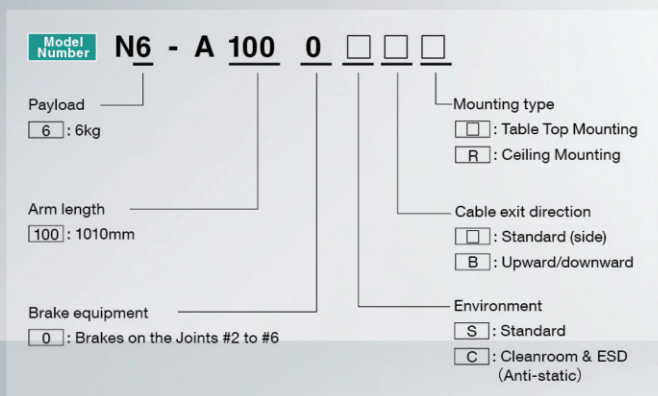 Model Number N6 - A 100 0 □ □ □
Payload
6 : 6kg
Arm length
100 : 1010mm
Brake equipment
0 : Brakes on the Joints #2 to #6
Mounting type
□ : Table Top Mounting
R : Ceiling Mounting
Cable exit direction
□ : Standard (side)
B : Upward/downward
Environment
S : Standard
C : Cleanroom & ESD
(Anti-static)